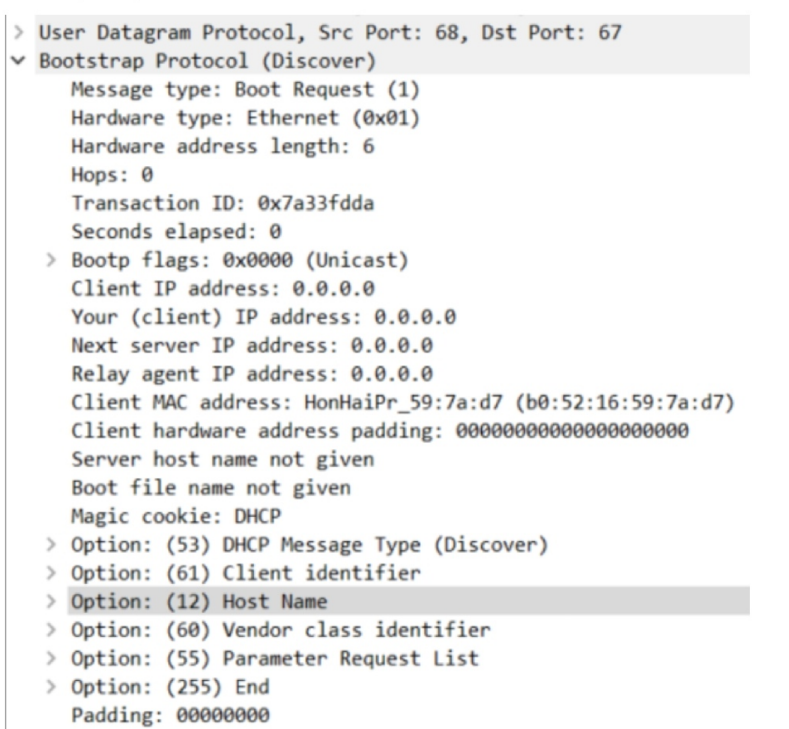 User Datagram Protocol, Src Port: 68, Dst Port: 67
Bootstrap Protocol (Discover)
Message type: Boot Request (1)
Hardware type: Ethernet (0x01)
Hardware address length: 6
Hops: 0
Transaction ID: 0x7a33fdda
Seconds elapsed: 0
Bootp flags: 0x0000 (Unicast)
Client IP address: 0.0.0.0
Your (client) IP address: 0.0.0.0
Next server IP address: 0.0.0.0
Relay agent IP address: 0.0.0.0
Client MAC address: HonHaiPr_59:7a:d7 (b0:52:16:59:7a:d7)
Client hardware address padding: 00000000000000000000
Server host name not given
Boot file name not given
Magic cookie: DHCP
Option: (53) DHCP Message Type (Discover)
Option: (61) Client identifier
Option: (12) Host Name
Option: (60) Vendor class identifier
Option: (55) Parameter Request List
Option: (255) End
Padding: 00000000